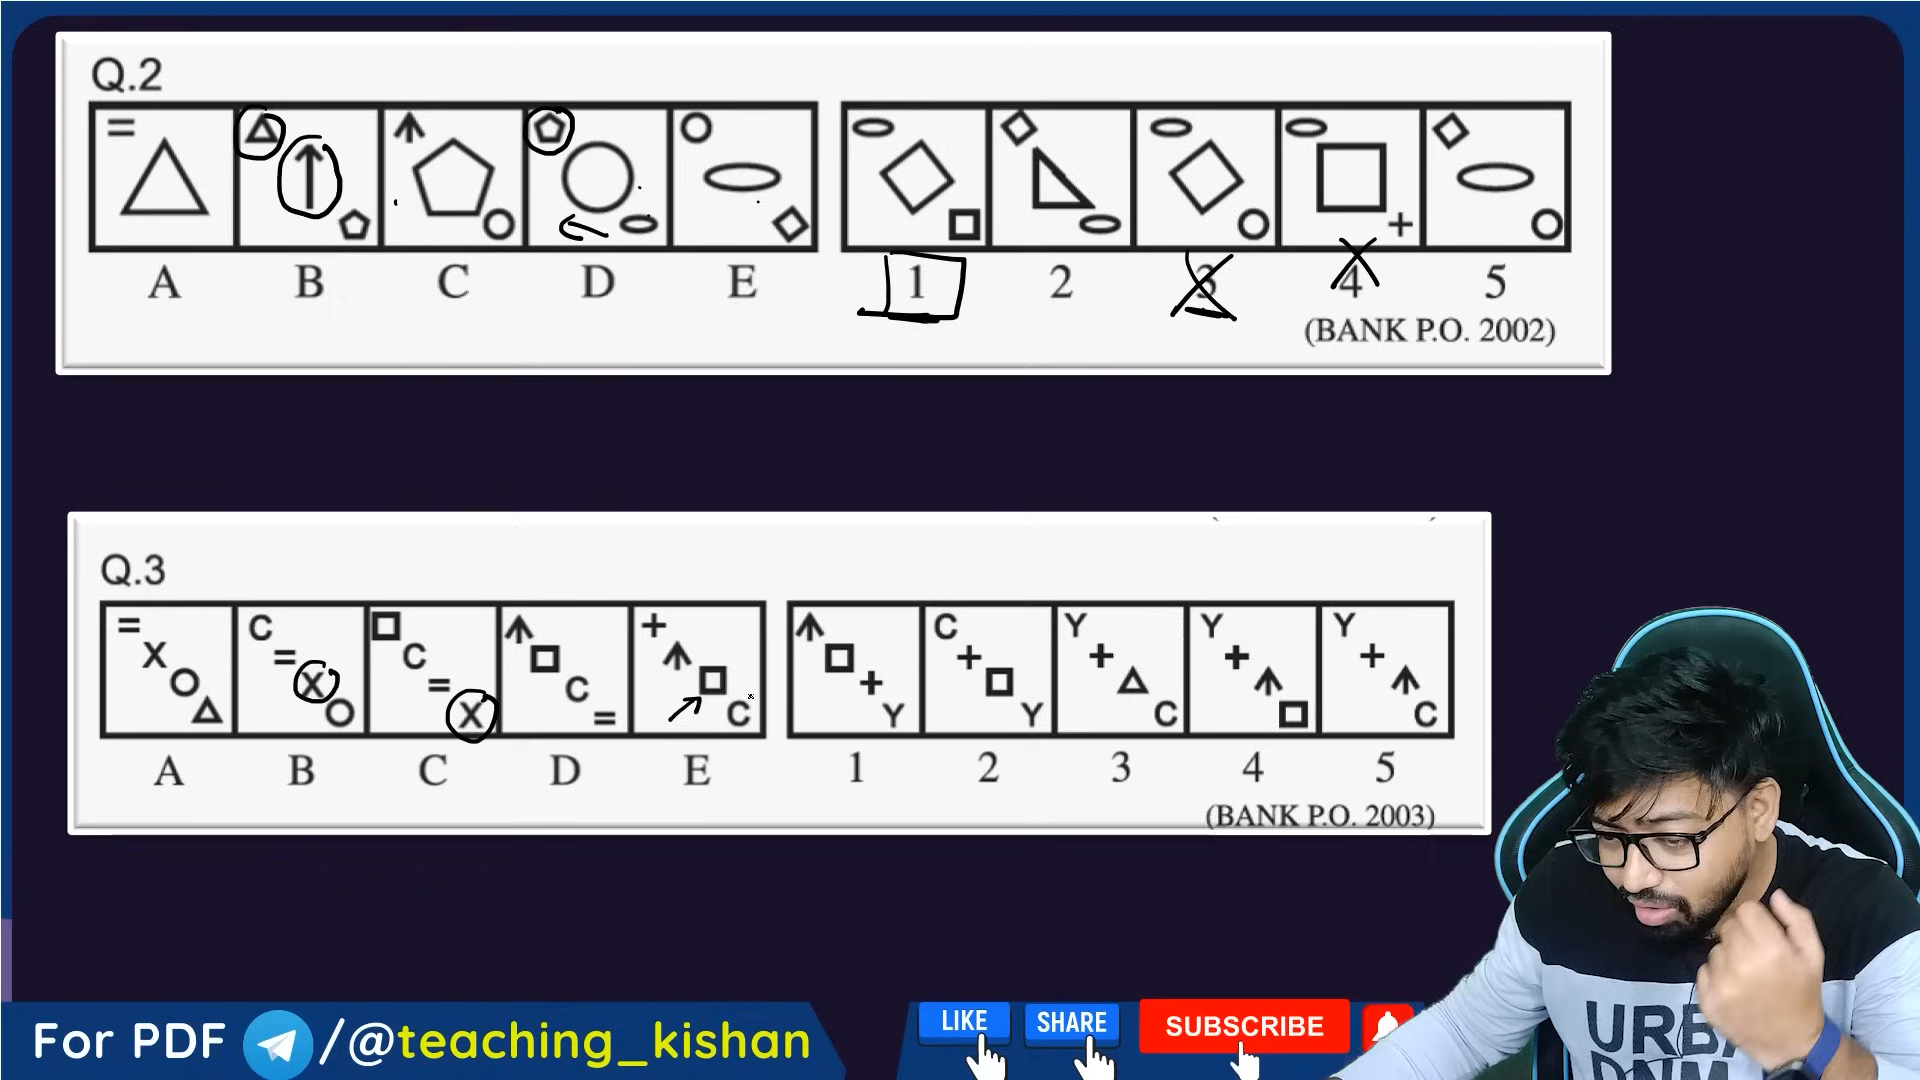 Q.2
A B C D E 1 2 3 4 5
(BANK P.O. 2002)
Q.3
= X C = X C = X C = + C + Y C + Y Y + C Y + Y + C
A B C D E 1 2 3 4 5
(BANK P.O. 2003)
For PDF /@teaching_kishan
LIKE SHARE SUBSCRIBE
URB